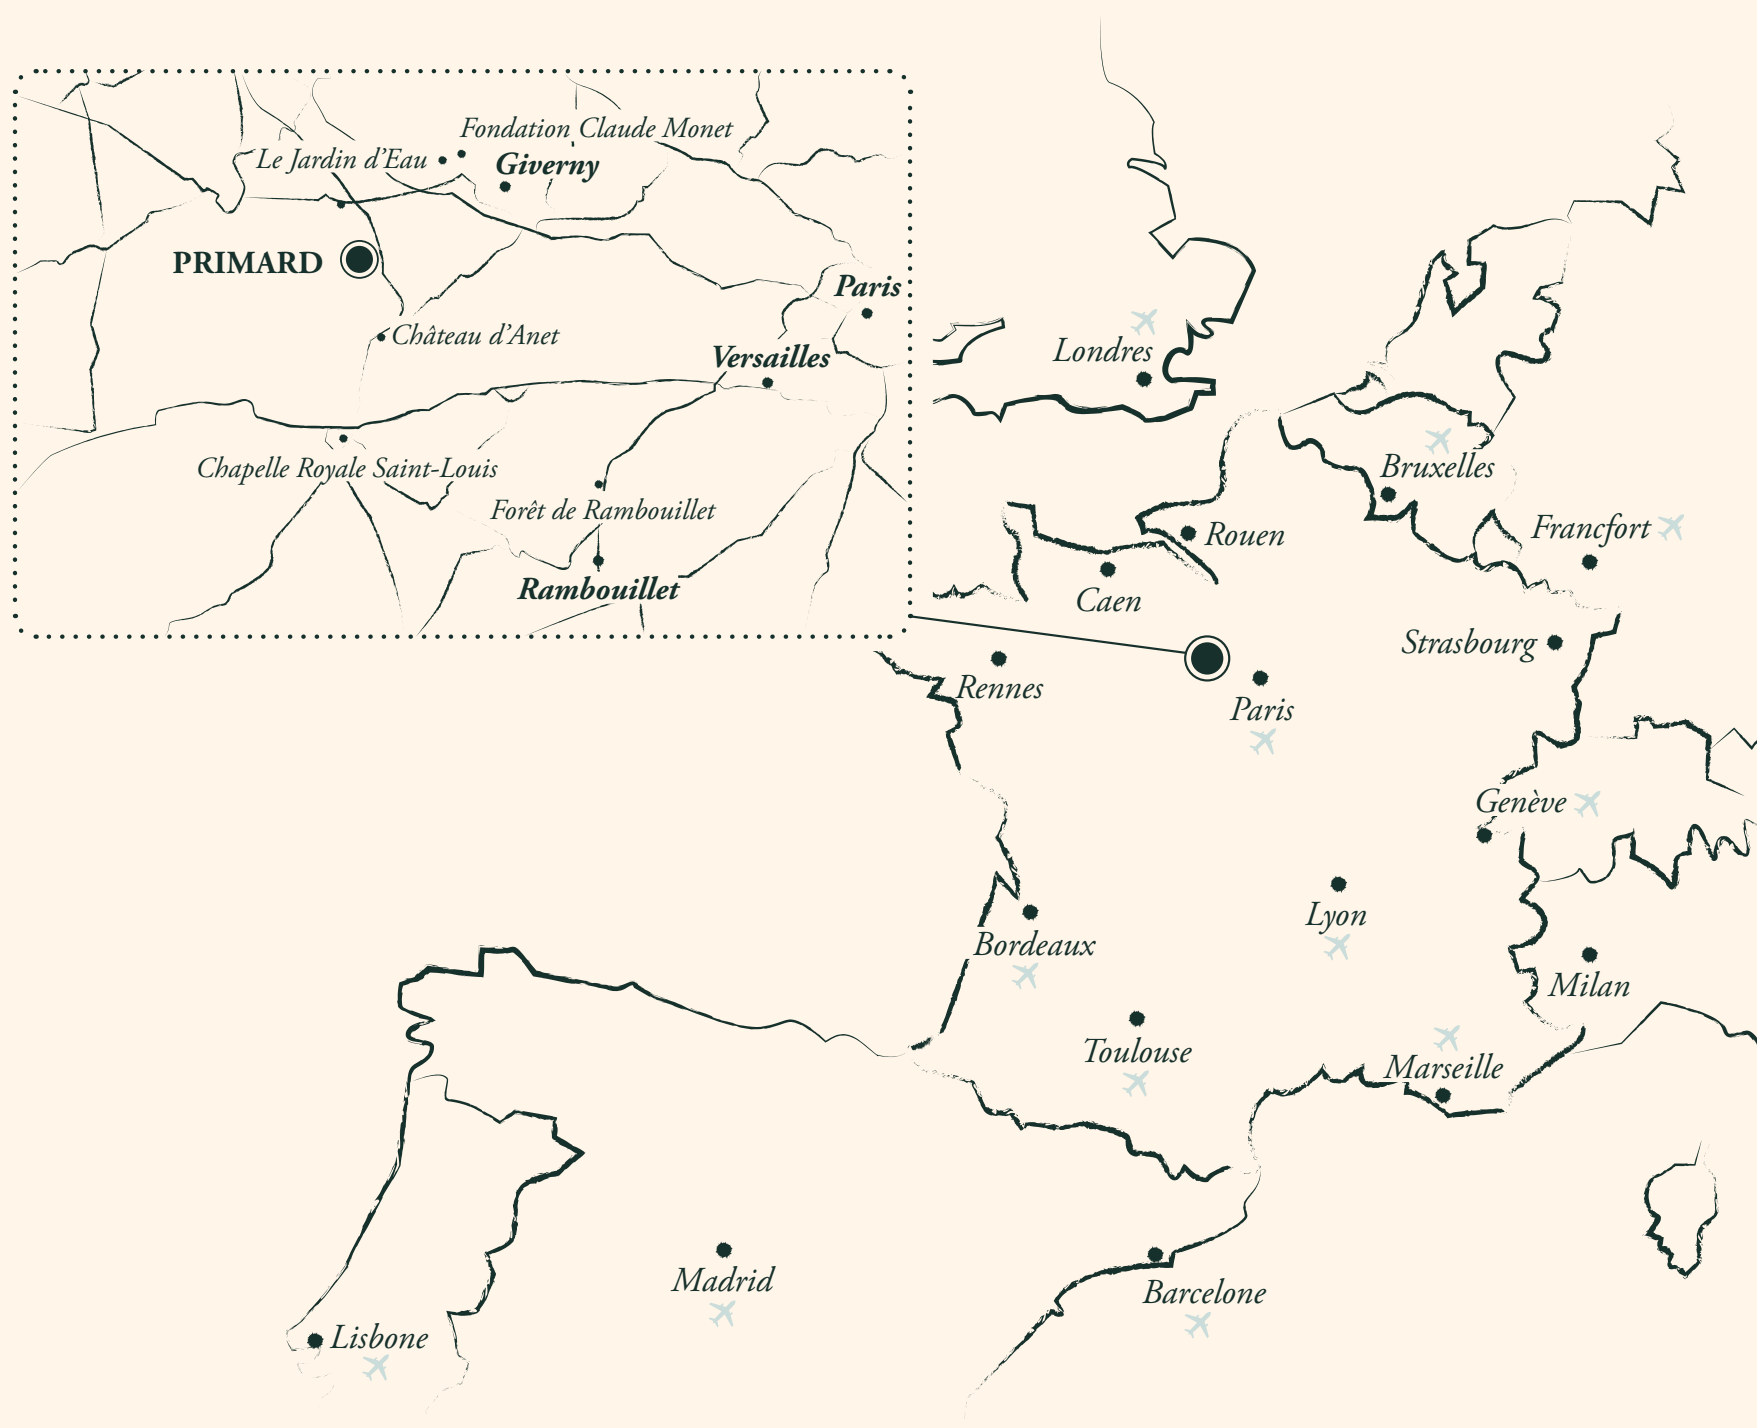 Fondation Claude Monet
Le Jardin d'Eau
Giverny
PRIMARD
Paris
Château d'Anet
Versailles
Chapelle Royale Saint-Louis
Forêt de Rambouillet
Rambouillet
Londres
Bruxelles
Francfort
Rouen
Caen
Strasbourg
Rennes
Paris
Genève
Lyon
Bordeaux
Milan
Toulouse
Marseille
Madrid
Barcelone
Lisbone